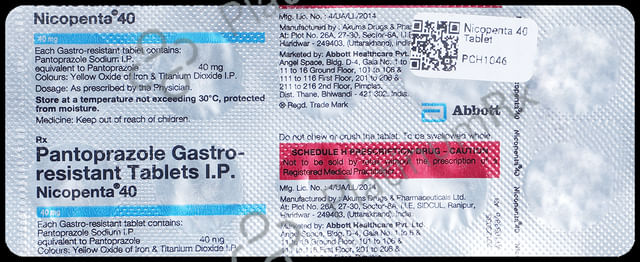 Nicopenta®40
40 mg
Each Gastro-resistant tablet contains:
Pantoprazole Sodium I.P.
equivalent to Pantoprazole 40 mg
Colours: Yellow Oxide of Iron & Titanium Dioxide I.P.
Dosage: As prescribed by the Physician.
Store at a temperature not exceeding 30°C, protected
from moisture.
Medicine: Keep out of reach of children.
Rx
Pantoprazole Gastro-
resistant Tablets I.P.
Nicopenta®40
40 mg
Each Gastro-resistant tablet contains:
Pantoprazole Sodium I.P.
equivalent to Pantoprazole 40 mg
Colours: Yellow Oxide of Iron & Titanium Dioxide I.P.
Mfg. Lic. No. : 4/UA/LL/2014
Manufactured by : Akums Drugs &
At: Plot No. 26A, 27-30, Sector-8A,
Haridwar - 249403, (Uttarakhand),
Marketed by: Abbott Healthcare Pvt.
Angel Space, Bldg. D-4, Gala No. 1 to
11 to 16 Ground Floor, 101 to 106 &
111 to 116 First Floor, 201 to 206 &
211 to 216 2nd Floor, Pimplas,
Dist. Thane, Bhiwand - 421 302, India.
® Regd. Trade Mark
Abbott
Nicopenta 40
Tablet
PCH1046
Do not chew or crush the tablet. To be swallowed whole.
SCHEDULE H PRESCRIPTION DRUG - CAUTION
Not to be sold by retail without the prescription of
Registered Medical Practitioner.
Mfg. Lic. No. : 4/UA/LL/2014
Manufactured by : Akums Drugs & Pharmaceuticals Ltd.
At: Plot No. 26A, 27-30, Sector-8A, I.I.E, SIDCUL, Ranipur,
Haridwar - 249403, (Uttarakhand), India.
Marketed by: Abbott Healthcare Pvt. Ltd.
Angel Space, Bldg. D-4, Gala No. 1 to 5 &
11 to 16 Ground Floor, 101 to 106 &
111 to 116 First Floor, 201 to 206 &
Nicopenta®40
Nicopenta®40